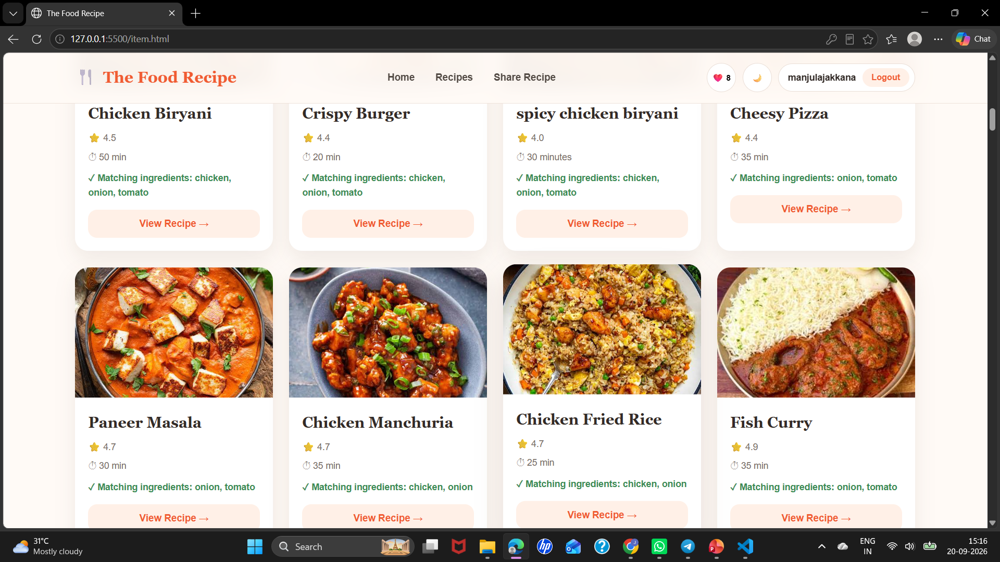 The Food Recipe
127.0.0.1:5500/item.html
Chat
The Food Recipe
Home
Recipes
Share Recipe
8
manjulajakkana
Logout
Chicken Biryani
4.5
50 min
✓ Matching ingredients: chicken,
onion, tomato
View Recipe →
Crispy Burger
4.4
20 min
✓ Matching ingredients: chicken,
onion, tomato
View Recipe →
spicy chicken biryani
4.0
30 minutes
✓ Matching ingredients: chicken,
onion, tomato
View Recipe →
Cheesy Pizza
4.4
35 min
✓ Matching ingredients: onion, tomato
View Recipe →
Paneer Masala
4.7
30 min
✓ Matching ingredients: onion, tomato
View Recipe →
Chicken Manchuria
4.7
35 min
✓ Matching ingredients: chicken, onion
View Recipe →
Chicken Fried Rice
4.7
25 min
✓ Matching ingredients: chicken, onion
View Recipe →
Fish Curry
4.9
35 min
✓ Matching ingredients: onion, tomato
View Recipe →
31°C
Mostly cloudy
Search
hp
ENG
IN
15:16
20-09-2026